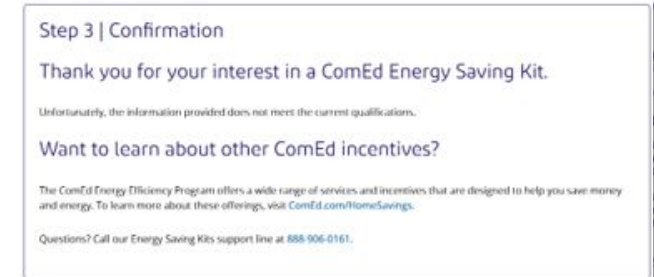 Step 3 | Confirmation
Thank you for your interest in a ComEd Energy Saving Kit.
Unfortunately, the information provided does not meet the current qualifications.
Want to learn about other ComEd incentives?
The ComEd Energy Efficiency Program offers a wide range of services and incentives that are designed to help you save money
and energy. To learn more about these offerings, visit ComEd.com/HomeSavings.
Questions? Call our Energy Saving Kits support line at 888-906-0161.